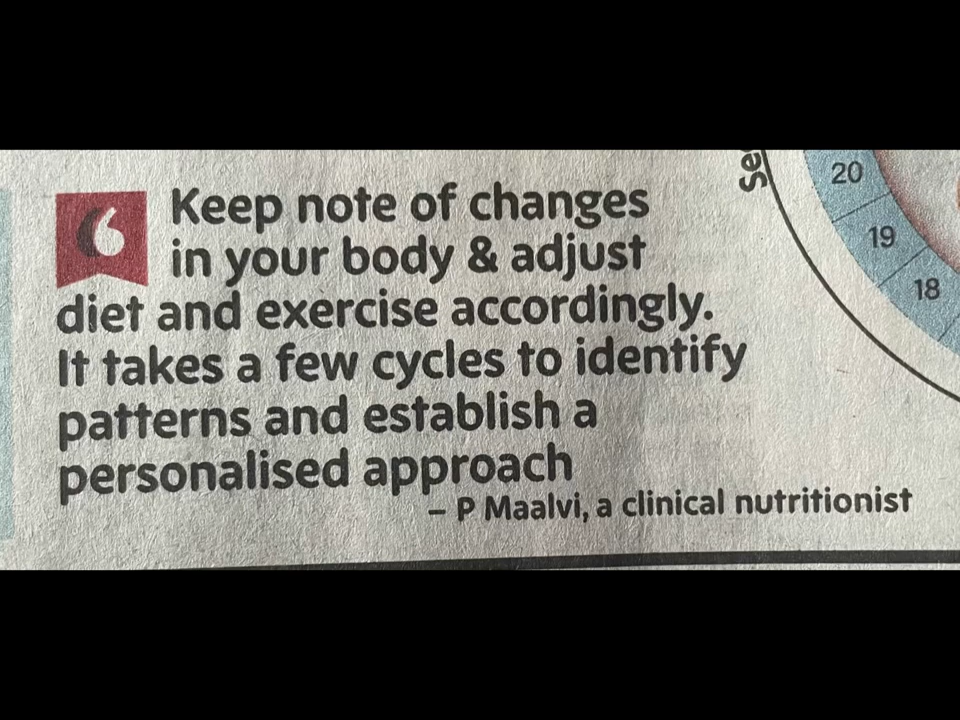 Keep note of changes
in your body & adjust
diet and exercise accordingly.
It takes a few cycles to identify
patterns and establish a
personalised approach
– P Maalvi, a clinical nutritionist
20
19
18